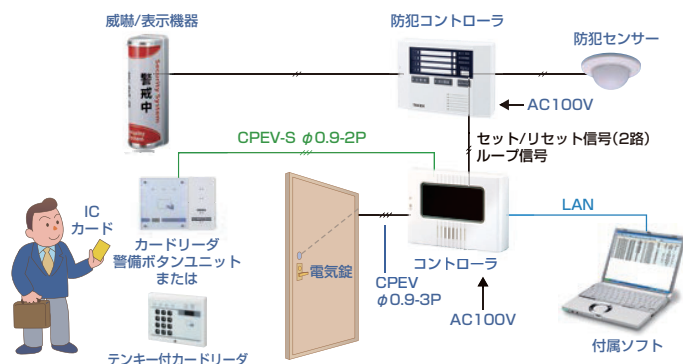 威嚇/表示機器
防犯コントローラ
防犯センサー
警戒中
Security System
AC100V
セット/リセット信号(2路)
ループ信号
CPEV-S φ0.9-2P
IC
カード
カードリーダ
警備ボタンユニット
または
テンキー付カードリーダ
電気錠
CPEV
φ0.9-3P
コントローラ
AC100V
LAN
付属ソフト